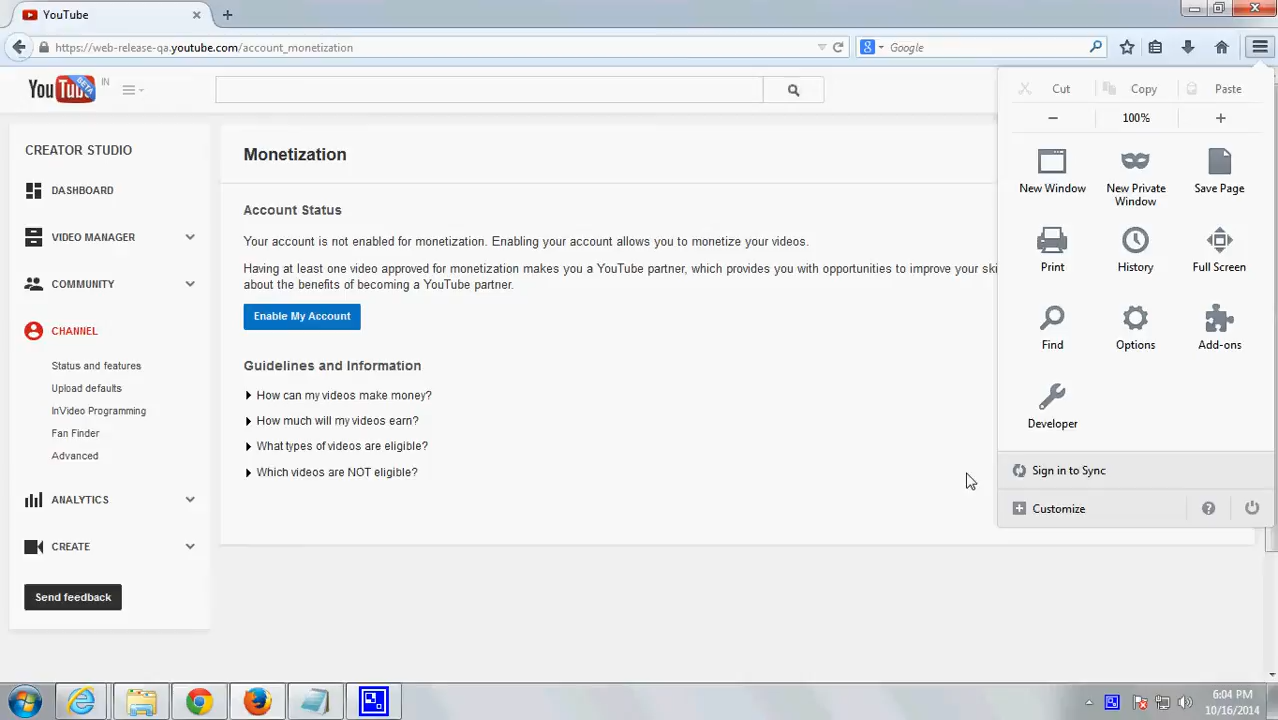 YouTube
https://web-release-qa.youtube.com/account_monetization
Google
YouTube
BETA
IN
Cut
Copy
Paste
100%
New Window
New Private
Window
Save Page
Print
History
Full Screen
Find
Options
Add-ons
Developer
Sign in to Sync
Customize
CREATOR STUDIO
DASHBOARD
VIDEO MANAGER
COMMUNITY
CHANNEL
Status and features
Upload defaults
InVideo Programming
Fan Finder
Advanced
ANALYTICS
CREATE
Send feedback
Monetization
Account Status
Your account is not enabled for monetization. Enabling your account allows you to monetize your videos.
Having at least one video approved for monetization makes you a YouTube partner, which provides you with opportunities to improve your ski
about the benefits of becoming a YouTube partner.
Enable My Account
Guidelines and Information
How can my videos make money?
How much will my videos earn?
What types of videos are eligible?
Which videos are NOT eligible?
6:04 PM
10/16/2014